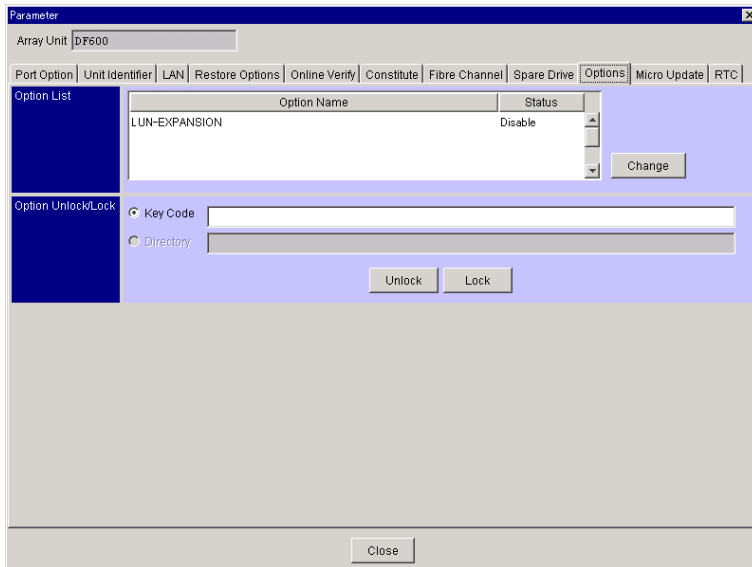 Parameter
Array Unit DF600
Port Option Unit Identifier LAN Restore Options Online Verify Constitute Fibre Channel Spare Drive Options Micro Update RTC
Option List
Option Name Status
LUN-EXPANSION Disable
Change
Option Unlock/Lock
Key Code
Directory
Unlock Lock
Close